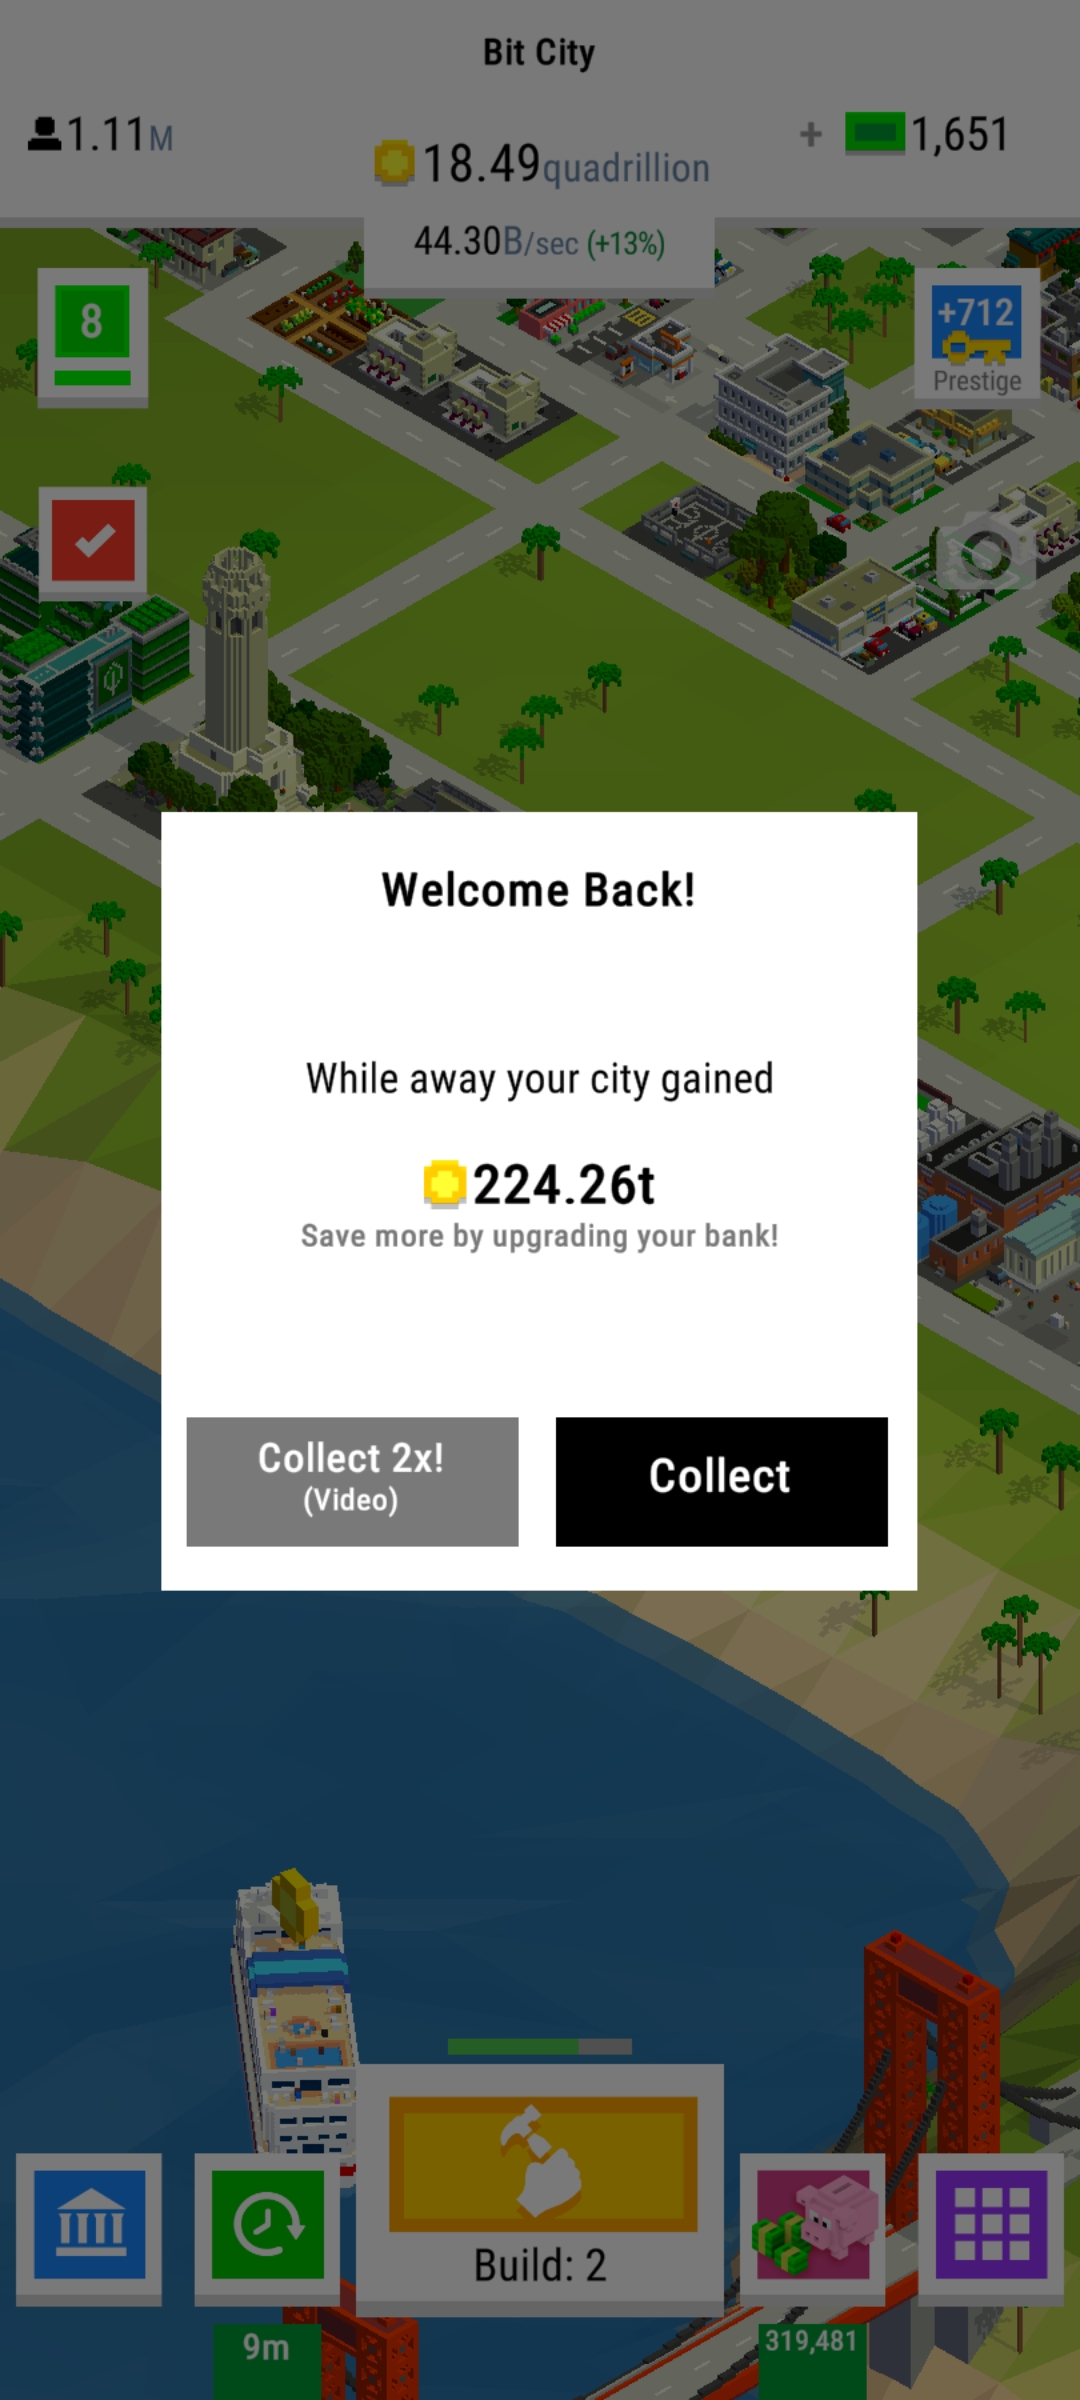 Bit City
1.11M
18.49quadrillion
+ 1,651
44.30B/sec (+13%)
8
+712
Prestige
Welcome Back!
While away your city gained
224.26t
Save more by upgrading your bank!
Collect 2x!
(Video)
Collect
Build: 2
9m
319,481